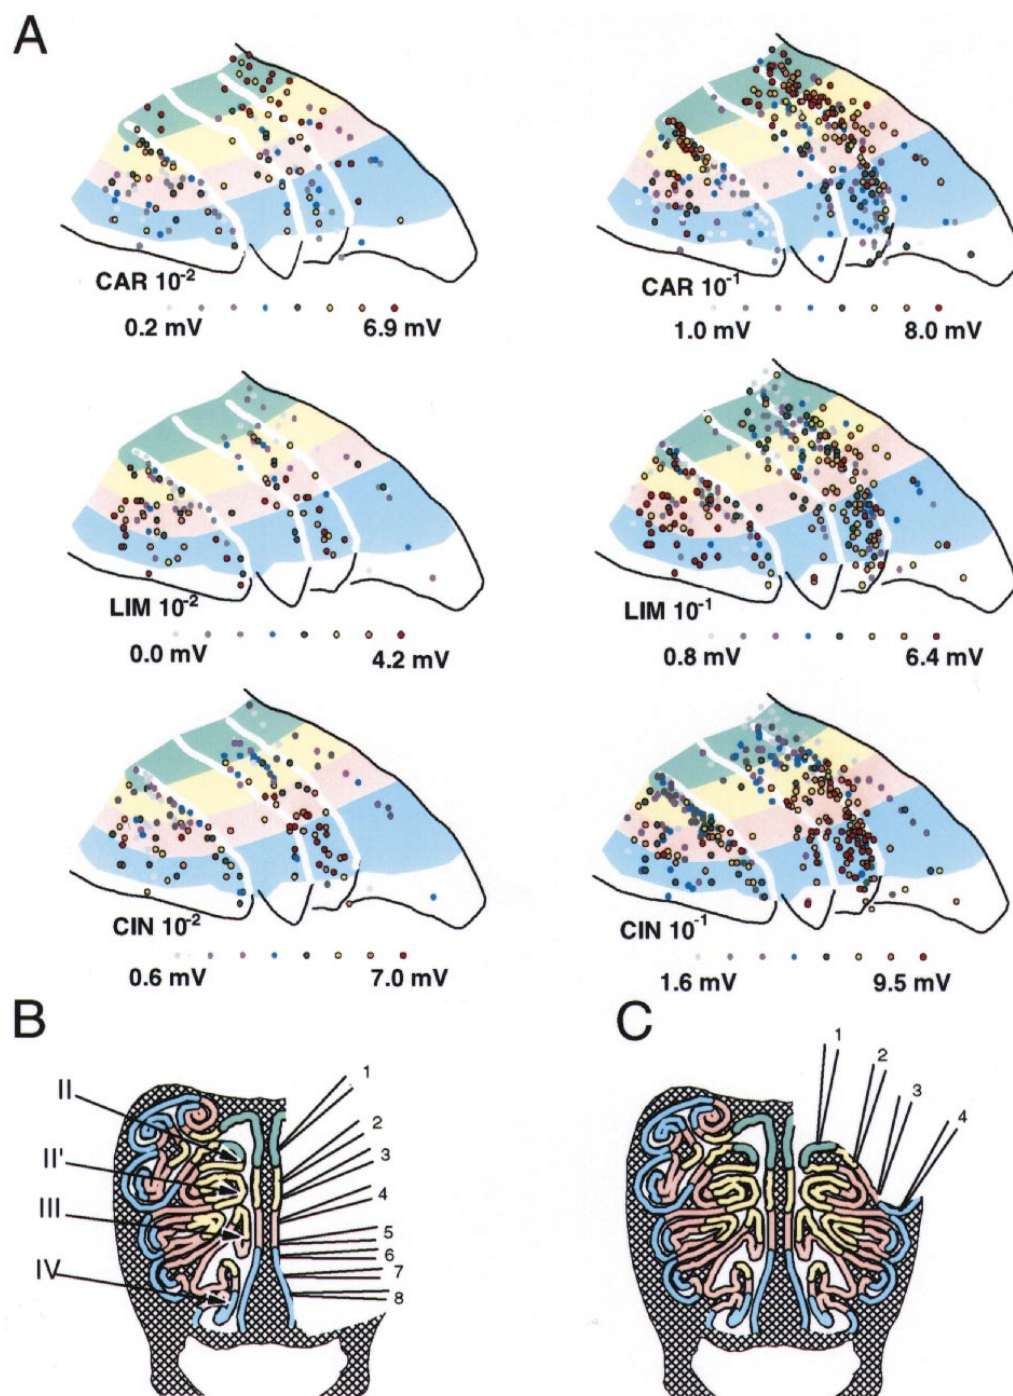 A
CAR 10-2
0.2 mV 6.9 mV
CAR 10-1
1.0 mV 8.0 mV
LIM 10-2
0.0 mV 4.2 mV
LIM 10-1
0.8 mV 6.4 mV
CIN 10-2
0.6 mV 7.0 mV
CIN 10-1
1.6 mV 9.5 mV
B
II
II'
III
IV
1
2
3
4
5
6
7
8
C
1
2
3
4